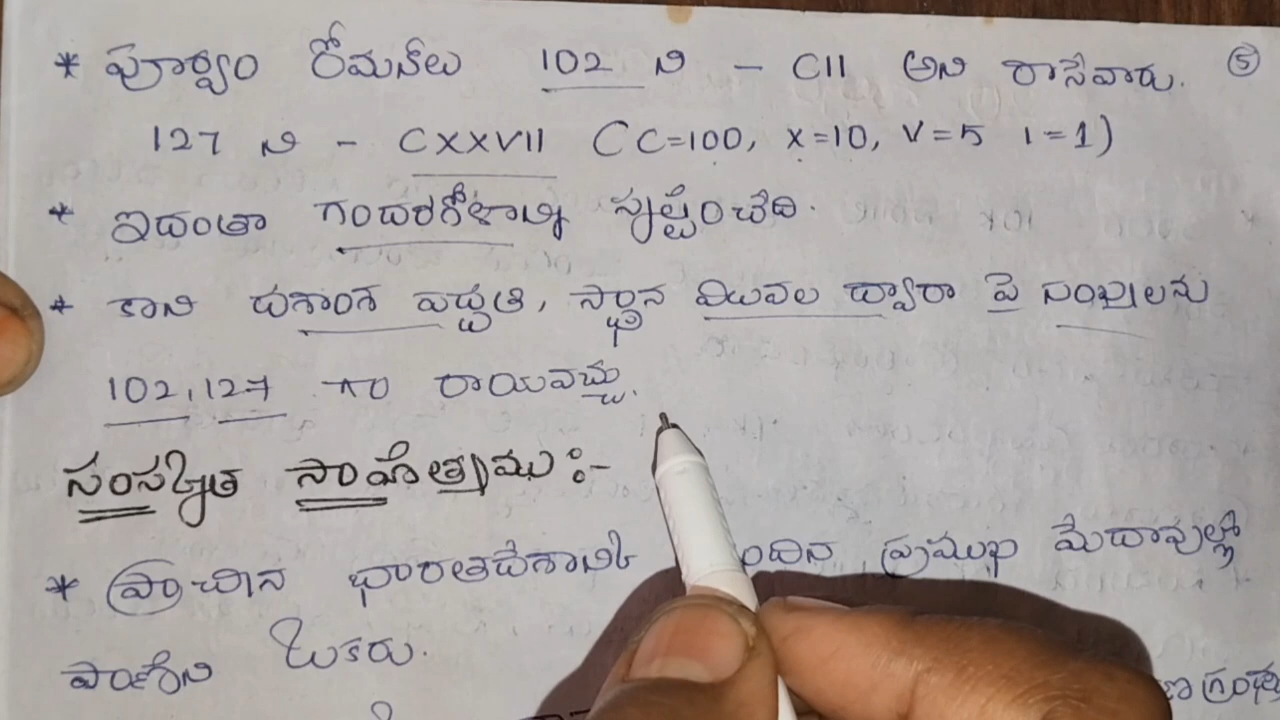 * పూర్వం రోమన్‌లు 102 ని - CII అని రాసేవారు. 5
127 ని - CXXVII (C=100, X=10, V=5 I=1)
* ఇదంతా గందరగోళాన్ని సృష్టించేది.
* కాని దశాంశ పద్ధతి, స్థాన విలువల ద్వారా పై సంఖ్యలను
102, 127 గా రాయవచ్చు.
సంస్కృత సాహిత్యము :-
* ప్రాచీన భారతదేశానికి ందిన ప్రముఖ మేదావుల్లో
పాణిని ఒకరు.